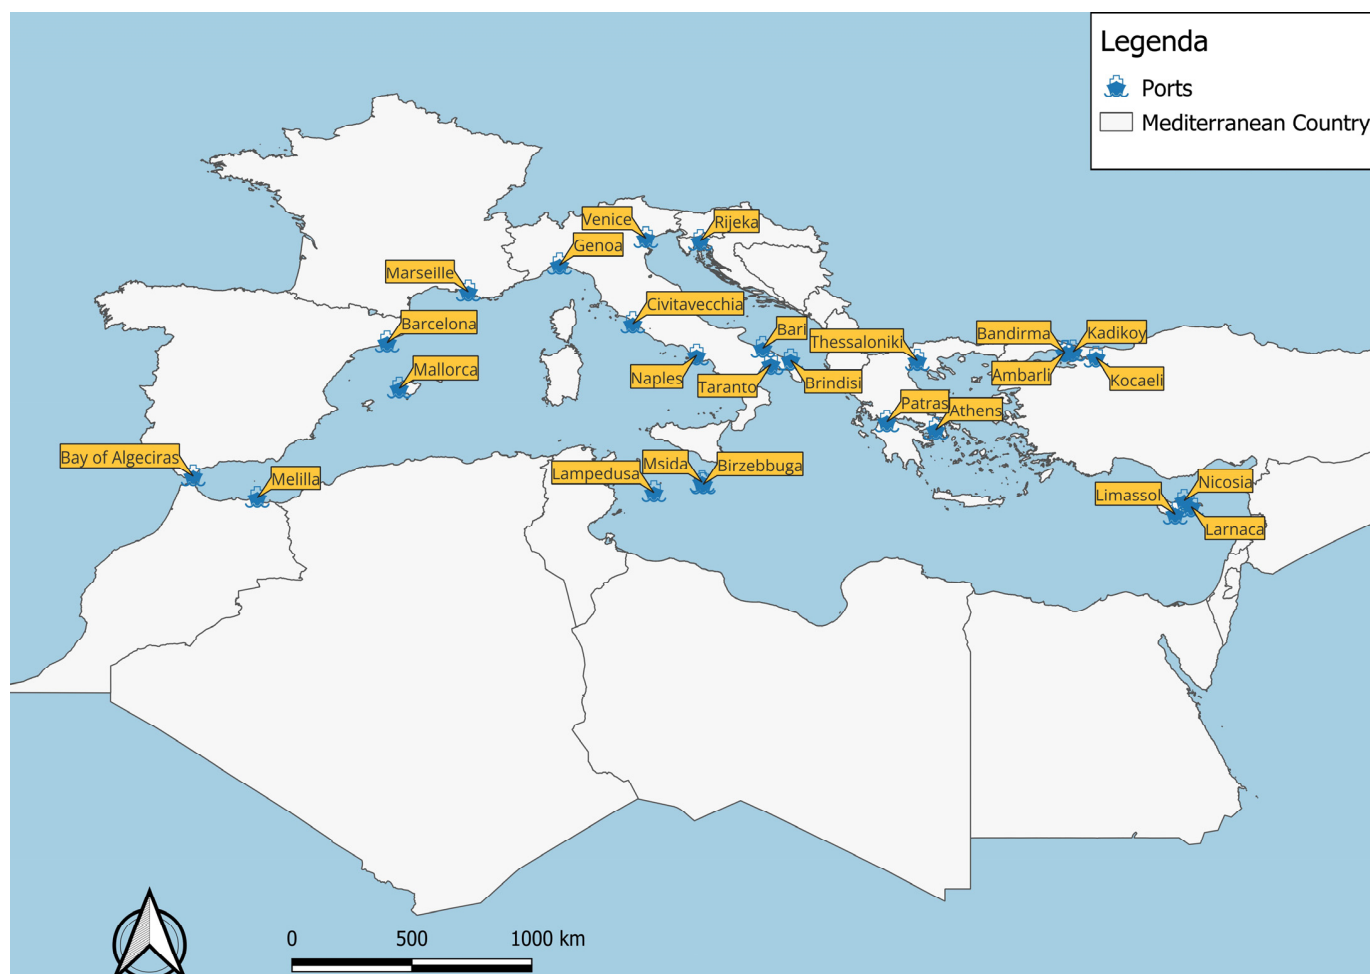 Legenda
Ports
Mediterranean Country
Venice
Rijeka
Genoa
Marseille
Civitavecchia
Barcelona
Bari
Thessaloniki
Bandirma
Kadikoy
Mallorca
Naples
Taranto
Brindisi
Ambarli
Kocaeli
Patras
Athens
Bay of Algeciras
Melilla
Lampedusa
Msida
Birzebbuga
Limassol
Nicosia
Larnaca
0 500 1000 km